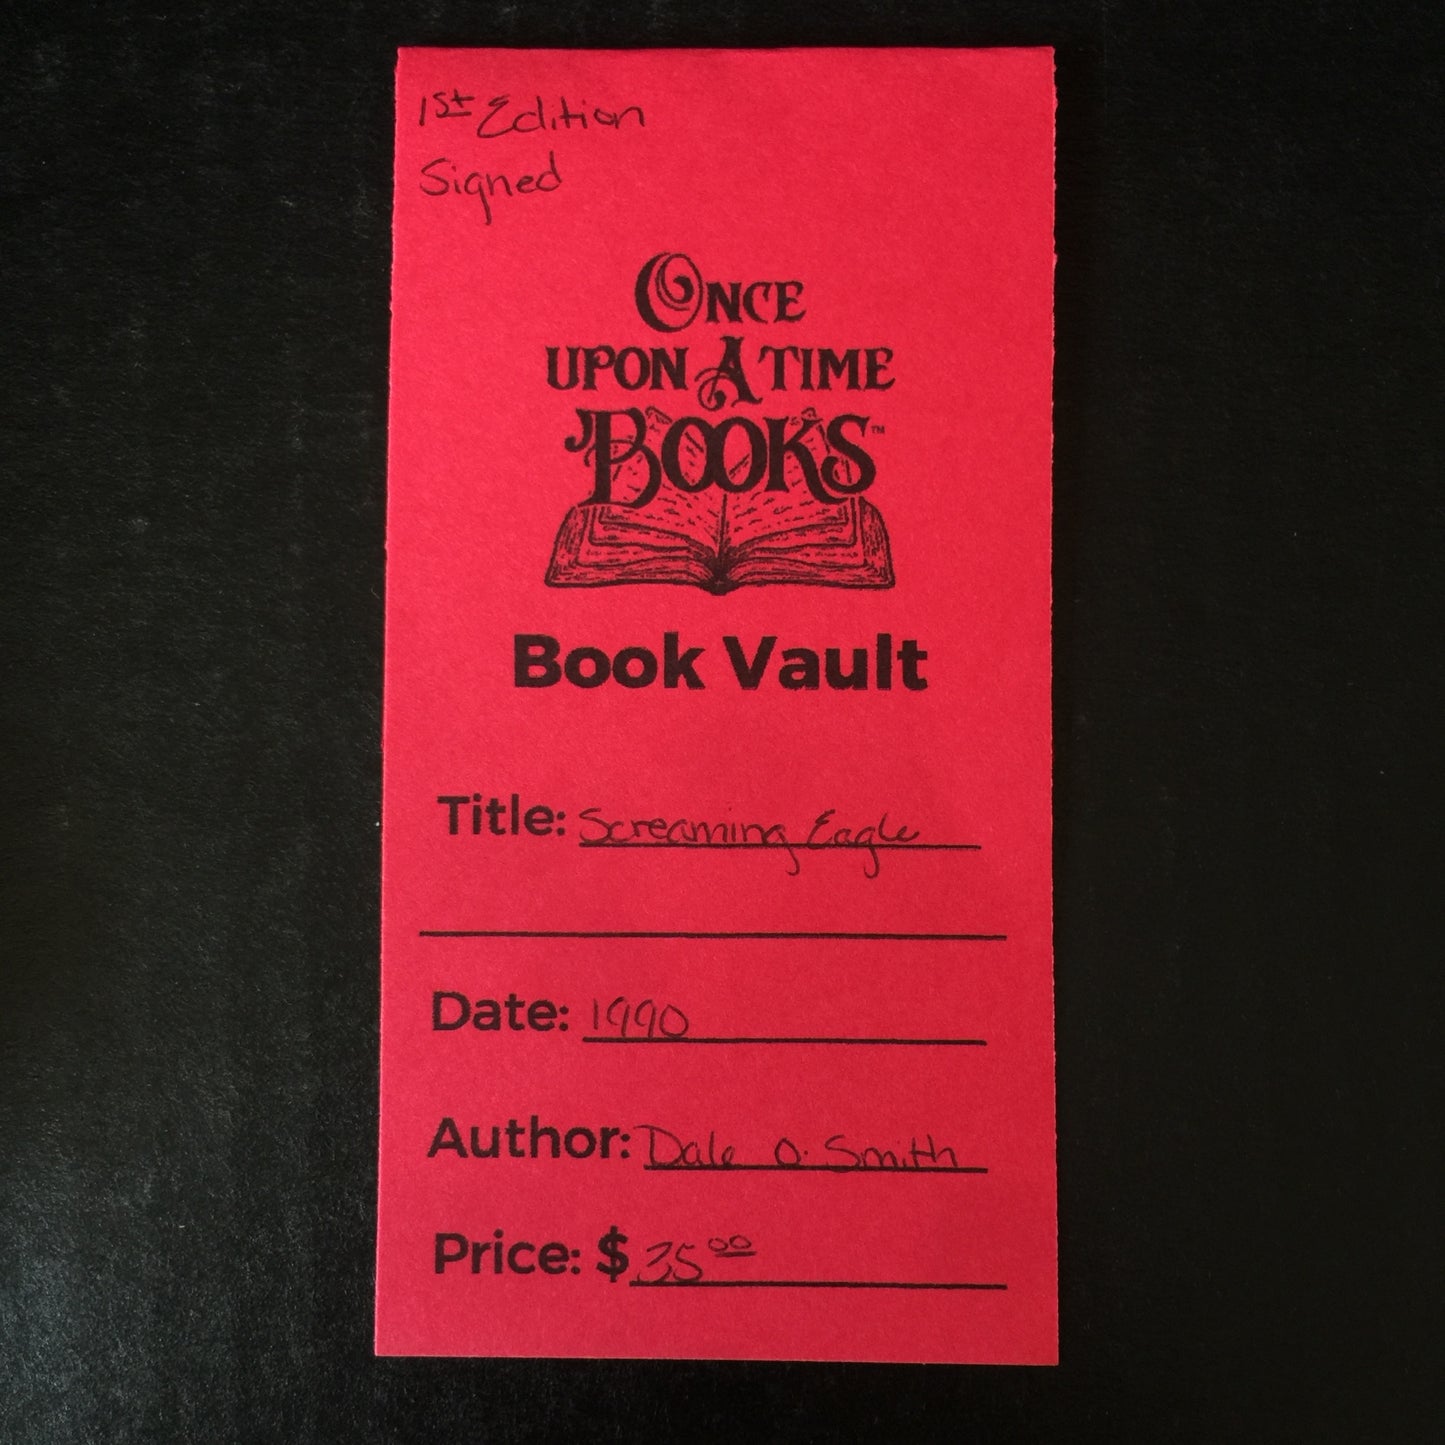 1st Edition
Signed
ONCE
UPON A TIME
BOOKS™
Book Vault
Title: Screaming Eagle
Date: 1990
Author: Dale O. Smith
Price: $ 35 00